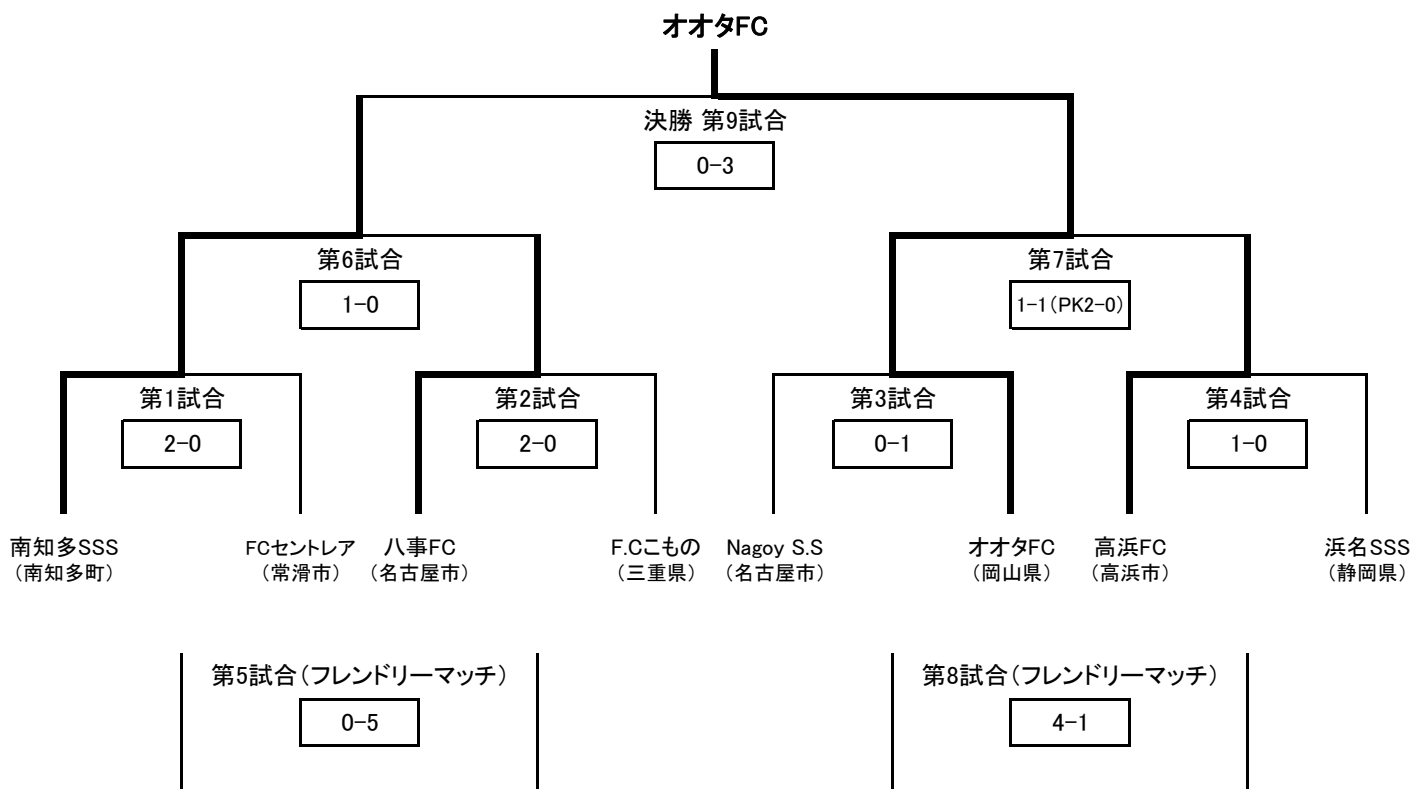 オオタFC
決勝 第9試合
0-3
第6試合
1-0
第7試合
1-1(PK2-0)
第1試合
2-0
第2試合
2-0
第3試合
0-1
第4試合
1-0
南知多SSS
(南知多町)
FCセントレア
(常滑市)
八事FC
(名古屋市)
F.Cこもの
(三重県)
Nagoy S.S
(名古屋市)
オオタFC
(岡山県)
高浜FC
(高浜市)
浜名SSS
(静岡県)
第5試合(フレンドリーマッチ)
0-5
第8試合(フレンドリーマッチ)
4-1